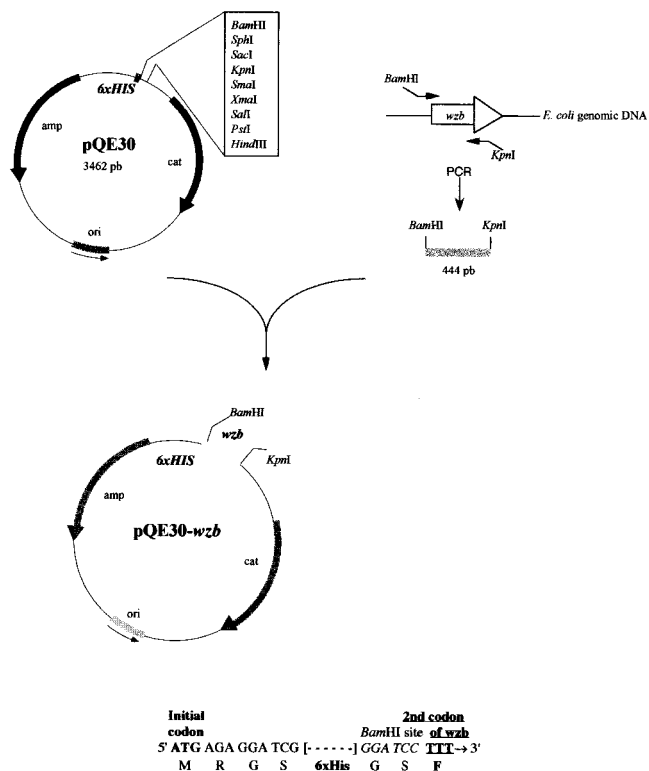 BamHI
SphI
SacI
KpnI
SmaI
XmaI
SalI
PstI
HindIII
6xHIS
amp
pQE30
3462 pb
cat
ori
BamHI
wzb
E. coli genomic DNA
KpnI
PCR
BamHI KpnI
444 pb
BamHI
wzb
6xHIS
KpnI
amp
pQE30-wzb
cat
ori
Initial 2nd codon
codon BamHI site of wzb
5' ATG AGA GGA TCG [- - - - - -] GGA TCC TTT→ 3'
M R G S 6xHis G S F